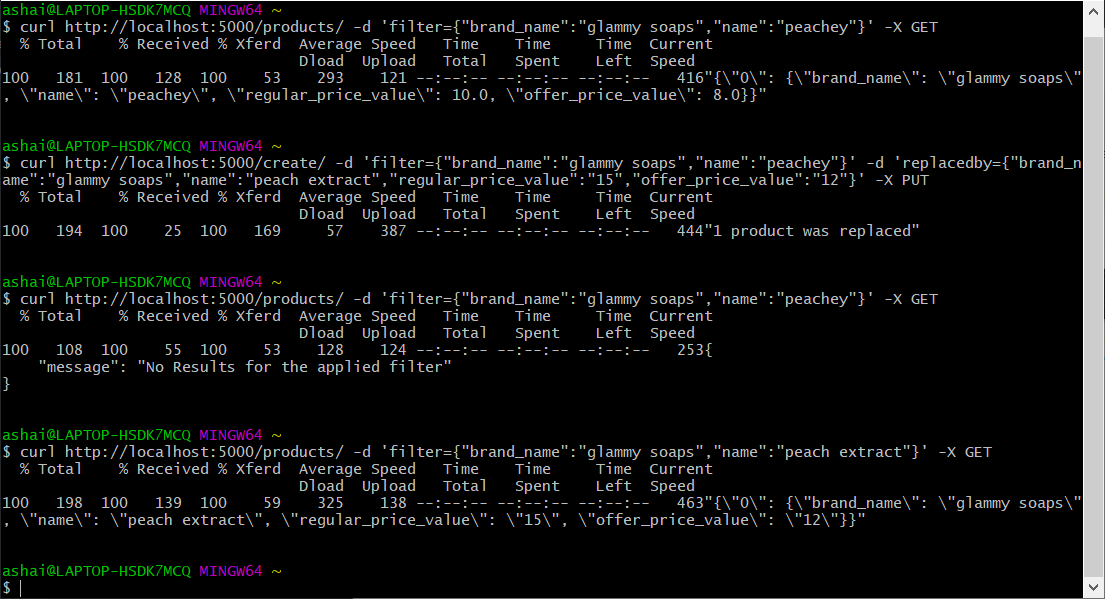 ashai@LAPTOP-HSDK7MCQ MINGW64 ~
$ curl http://localhost:5000/products/ -d 'filter={"brand_name":"glammy soaps","name":"peachey"}' -X GET
  % Total    % Received % Xferd  Average Speed   Time    Time     Time  Current
                                 Dload  Upload   Total   Spent    Left  Speed
100   181  100   128  100    53    293    121 --:--:-- --:--:-- --:--:--   416"{\"0\": {\"brand_name\": \"glammy soaps\"
, \"name\": \"peachey\", \"regular_price_value\": 10.0, \"offer_price_value\": 8.0}}"
ashai@LAPTOP-HSDK7MCQ MINGW64 ~
$ curl http://localhost:5000/create/ -d 'filter={"brand_name":"glammy soaps","name":"peachey"}' -d 'replacedby={"brand_n
ame":"glammy soaps","name":"peach extract","regular_price_value":"15","offer_price_value":"12"}' -X PUT
  % Total    % Received % Xferd  Average Speed   Time    Time     Time  Current
                                 Dload  Upload   Total   Spent    Left  Speed
100   194  100    25  100   169     57    387 --:--:-- --:--:-- --:--:--   444"1 product was replaced"
ashai@LAPTOP-HSDK7MCQ MINGW64 ~
$ curl http://localhost:5000/products/ -d 'filter={"brand_name":"glammy soaps","name":"peachey"}' -X GET
  % Total    % Received % Xferd  Average Speed   Time    Time     Time  Current
                                 Dload  Upload   Total   Spent    Left  Speed
100   108  100    55  100    53    128    124 --:--:-- --:--:-- --:--:--   253{
    "message": "No Results for the applied filter"
}
ashai@LAPTOP-HSDK7MCQ MINGW64 ~
$ curl http://localhost:5000/products/ -d 'filter={"brand_name":"glammy soaps","name":"peach extract"}' -X GET
  % Total    % Received % Xferd  Average Speed   Time    Time     Time  Current
                                 Dload  Upload   Total   Spent    Left  Speed
100   198  100   139  100    59    325    138 --:--:-- --:--:-- --:--:--   463"{\"0\": {\"brand_name\": \"glammy soaps\"
, \"name\": \"peach extract\", \"regular_price_value\": \"15\", \"offer_price_value\": \"12\"}}"
ashai@LAPTOP-HSDK7MCQ MINGW64 ~
$